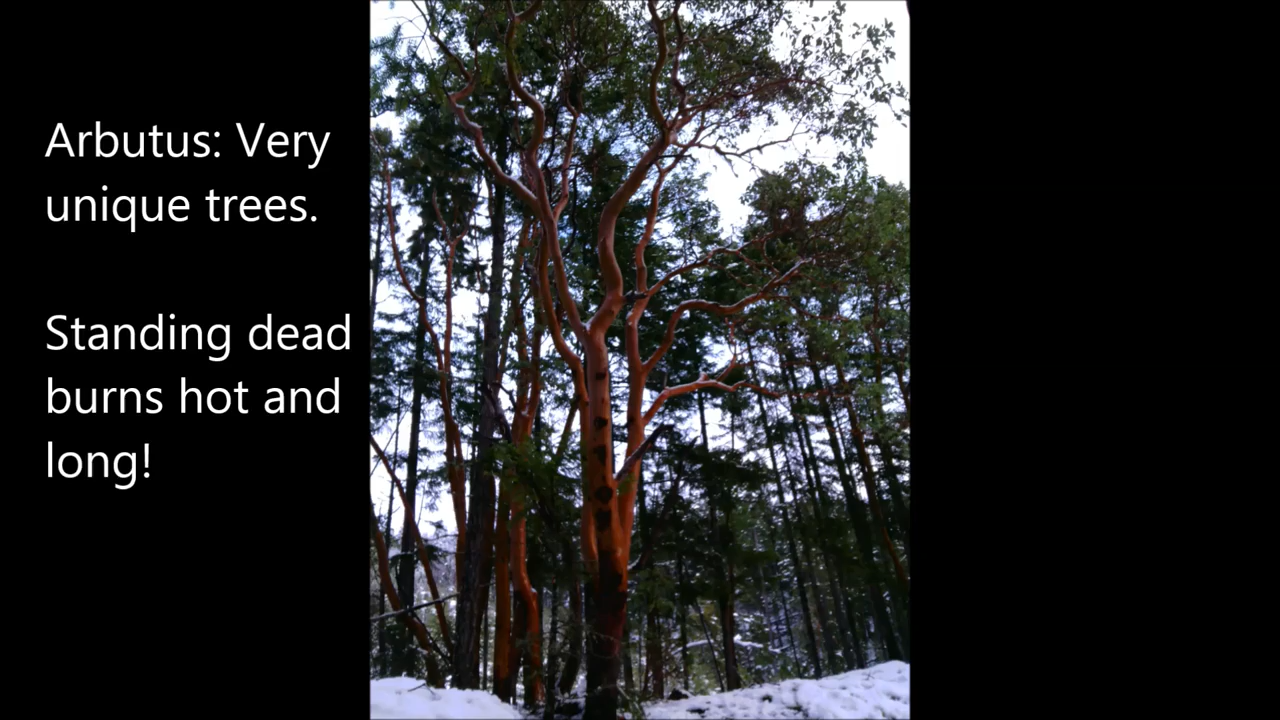 Arbutus: Very
unique trees.
Standing dead
burns hot and
long!